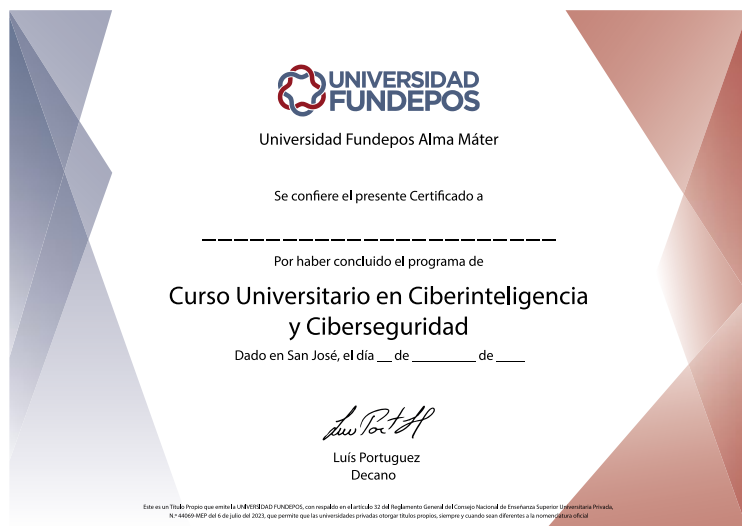 UNIVERSIDAD
FUNDEPOS
Universidad Fundepos Alma Máter
Se confiere el presente Certificado a
_ _ _ _ _ _ _ _ _ _ _ _ _ _ _ _ _ _ _ _ _ _
Por haber concluido el programa de
Curso Universitario en Ciberinteligencia
y Ciberseguridad
Dado en San José, el día __ de _________ de ____
Luís Portuguez
Decano
Este es un Título Propio que emite la UNIVERSIDAD FUNDEPOS, con respaldo en el artículo 32 del Reglamento General del Consejo Nacional de Enseñanza Superior Universitaria Privada,
N.º 44069-MEP del 6 de julio del 2023, que permite que las universidades privadas otorgar títulos propios, siempre y cuando sean diferentes a la nomenclatura oficial